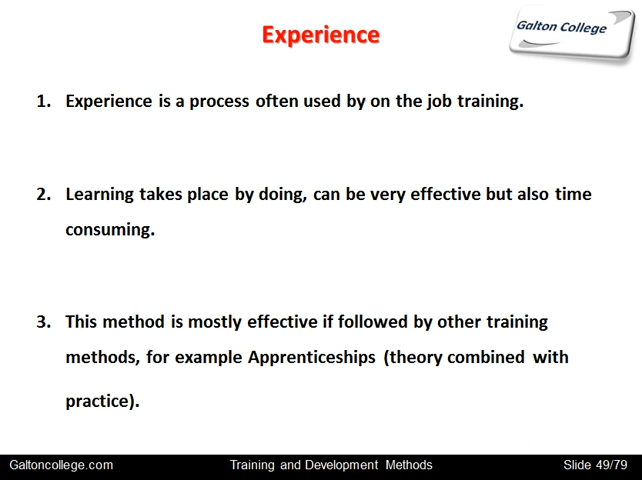 Experience
Galton College
1. Experience is a process often used by on the job training.
2. Learning takes place by doing, can be very effective but also time
consuming.
3. This method is mostly effective if followed by other training
methods, for example Apprenticeships (theory combined with
practice).
Galtoncollege.com Training and Development Methods Slide 49/79